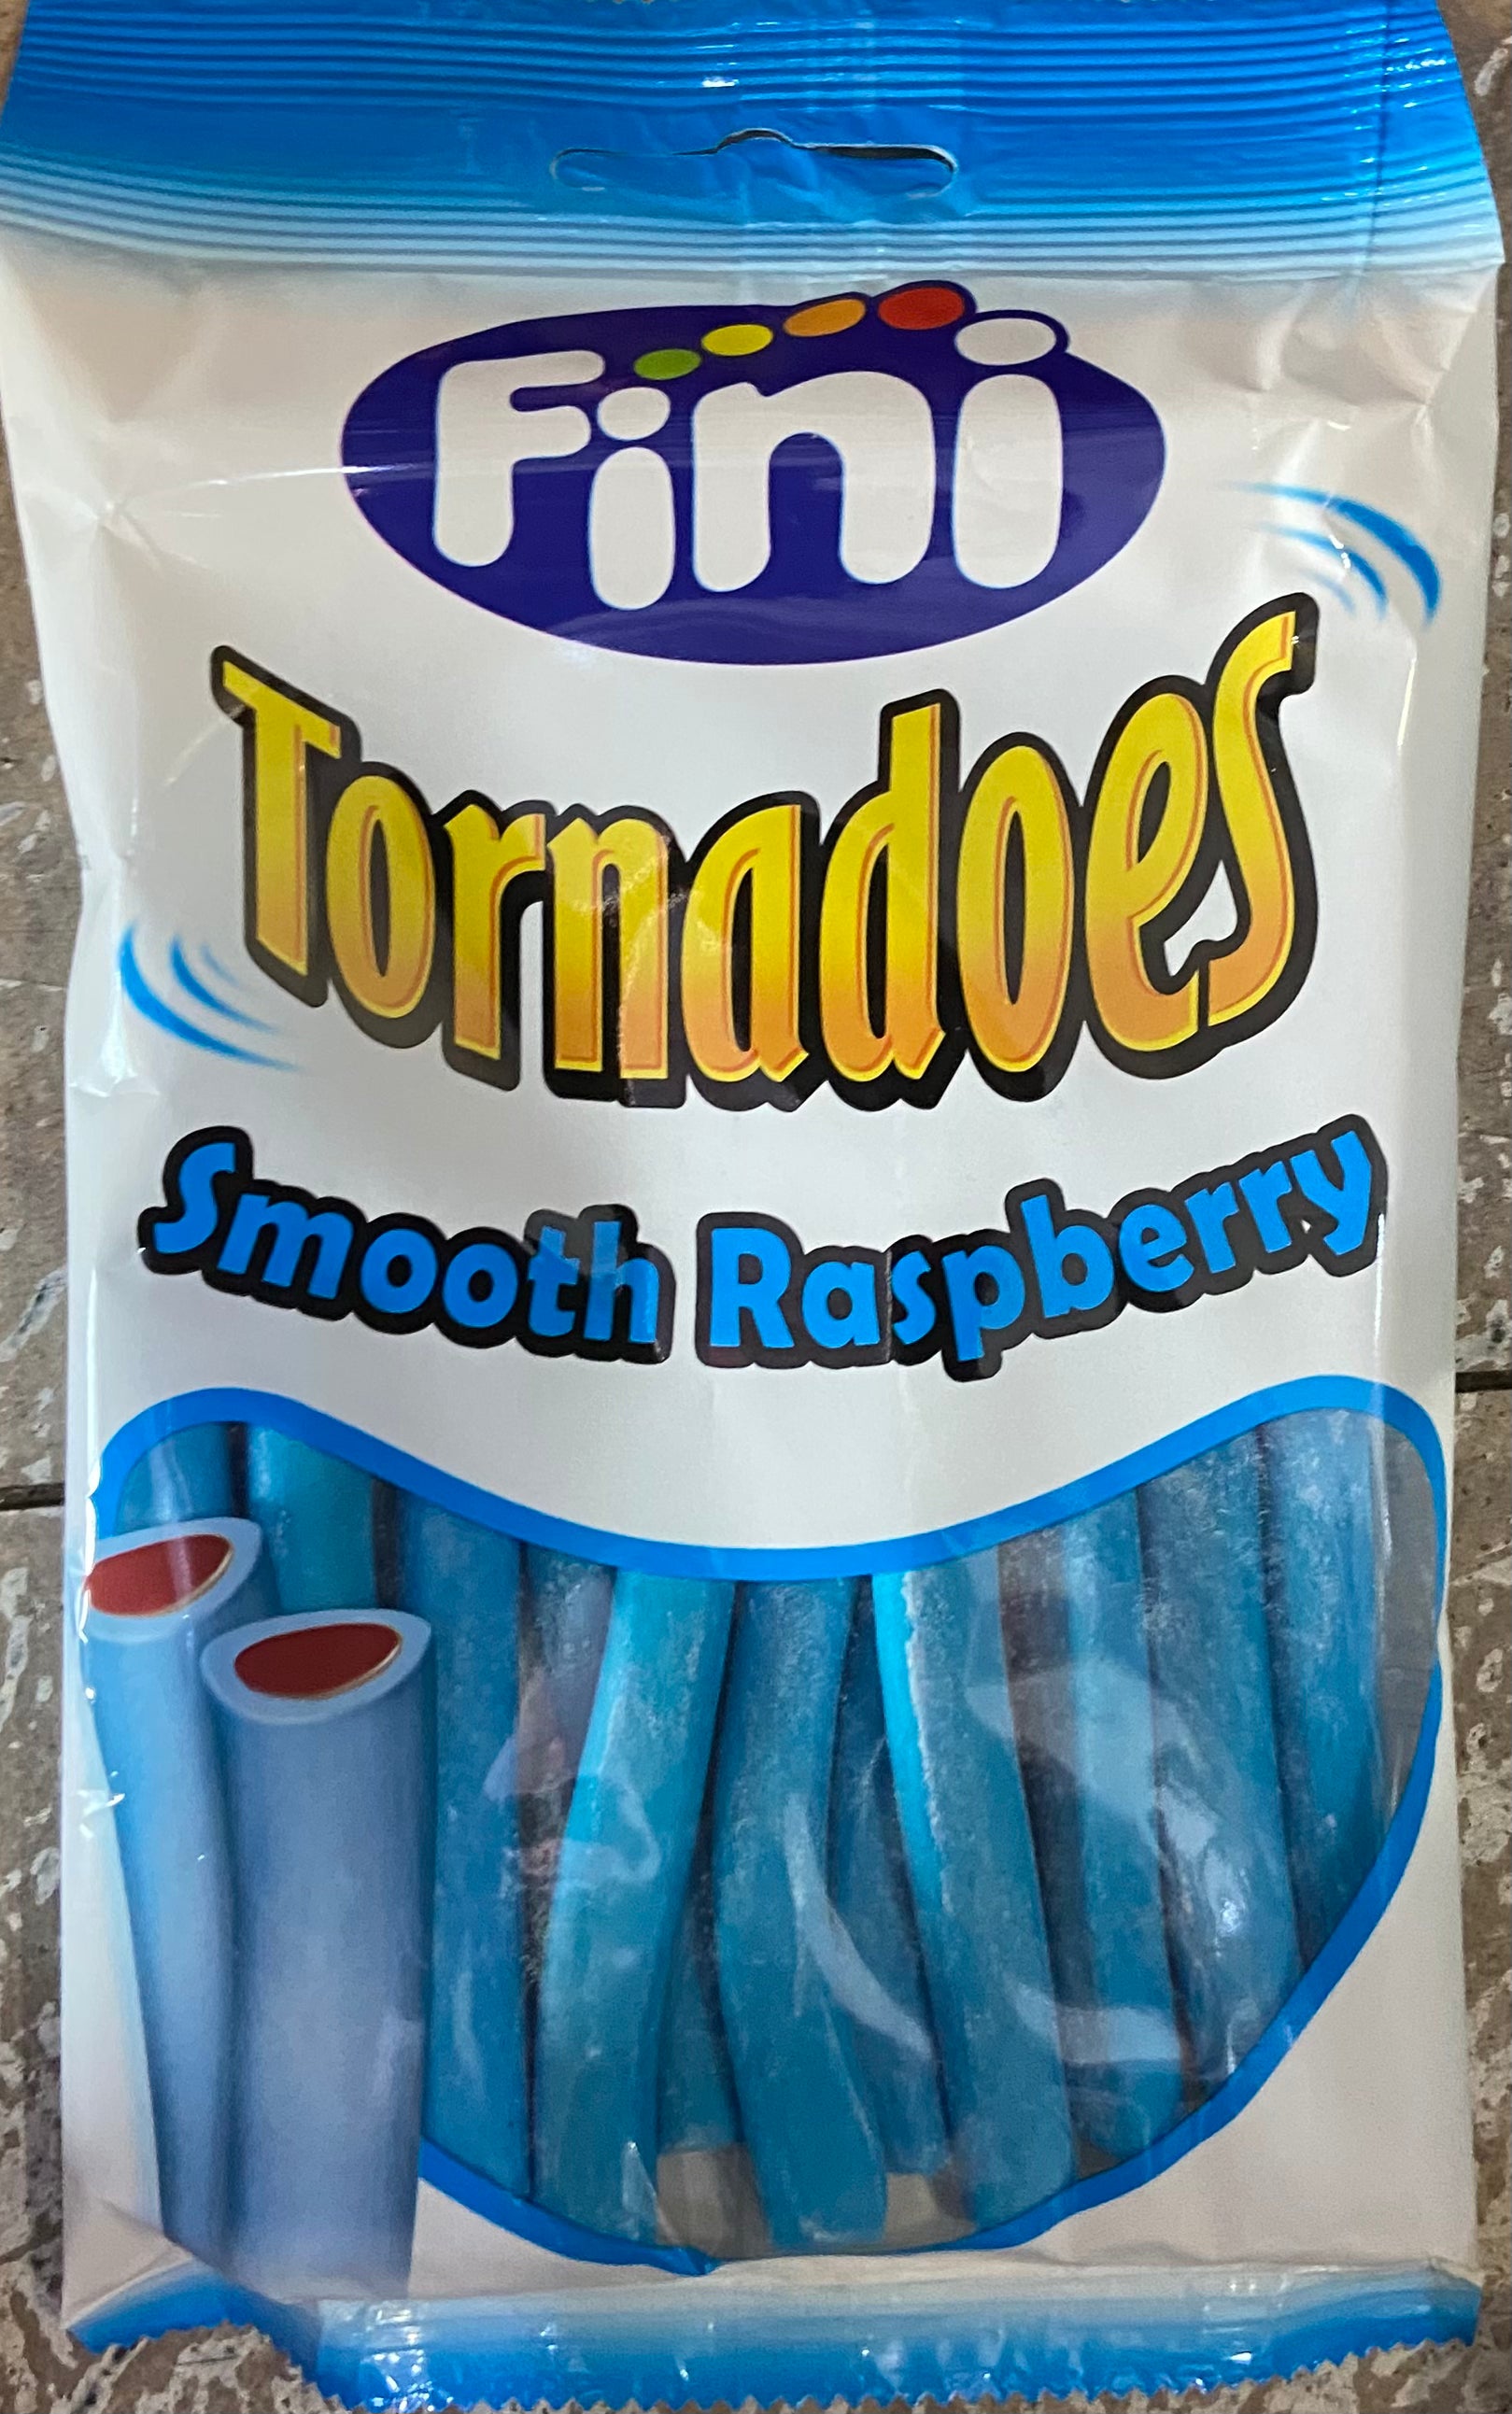 Fini
Tornadoes
Smooth Raspberry